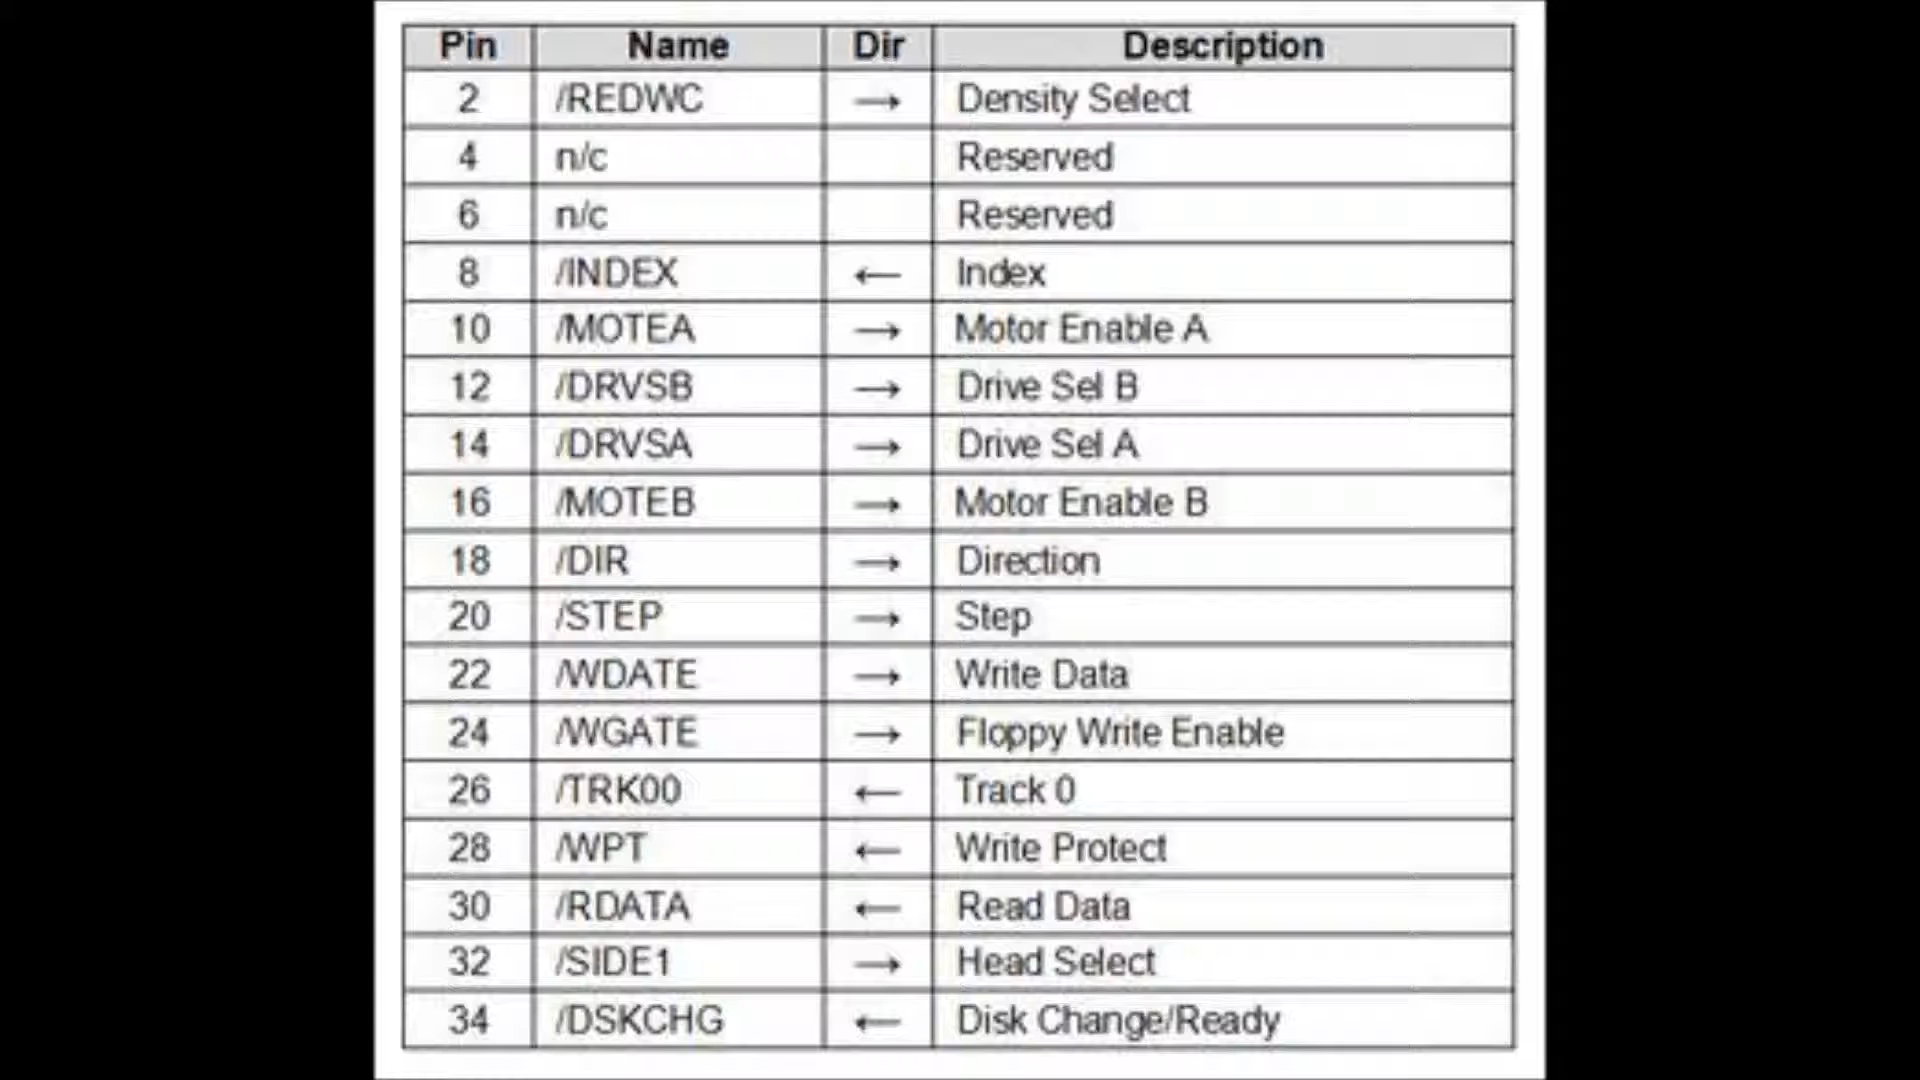 Pin Name Dir Description
2 /REDWC → Density Select
4 n/c Reserved
6 n/c Reserved
8 /INDEX ← Index
10 /MOTEA → Motor Enable A
12 /DRVSB → Drive Sel B
14 /DRVSA → Drive Sel A
16 /MOTEB → Motor Enable B
18 /DIR → Direction
20 /STEP → Step
22 /WDATE → Write Data
24 /WGATE → Floppy Write Enable
26 /TRK00 ← Track 0
28 /WPT ← Write Protect
30 /RDATA ← Read Data
32 /SIDE1 → Head Select
34 /DSKCHG ← Disk Change/Ready